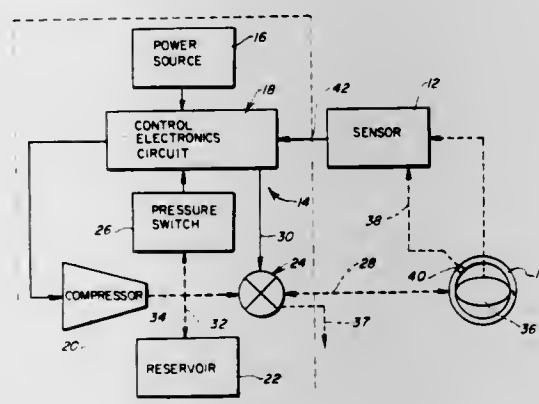 POWER
SOURCE
16
18
42
12
CONTROL
ELECTRONICS
CIRCUIT
SENSOR
14
38
PRESSURE
SWITCH
26
30
24
28
40
COMPRESSOR
34
32
37
36
20
RESERVOIR
22